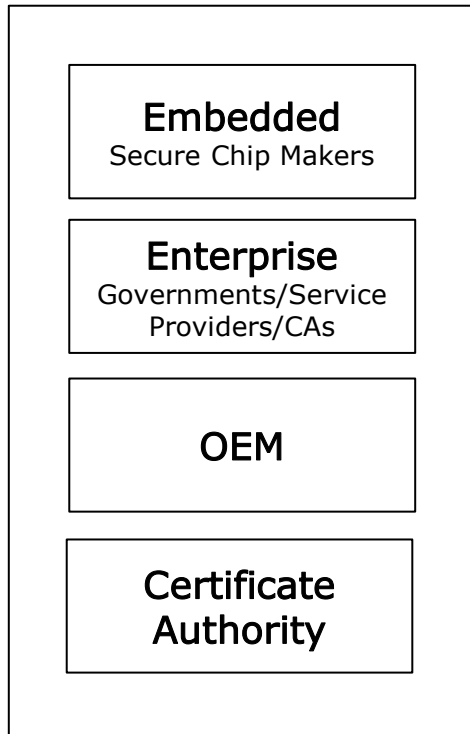 Embedded
Secure Chip Makers
Enterprise
Governments/Service
Providers/CAs
OEM
Certificate
Authority